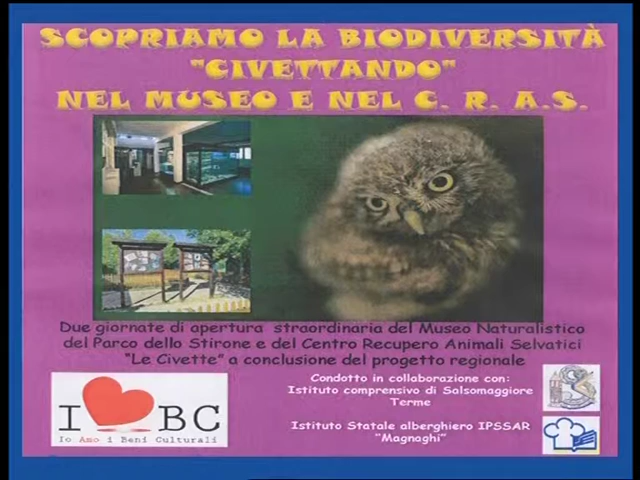 SCOPRIAMO LA BIODIVERSITÀ
"CIVETTANDO"
NEL MUSEO E NEL C. R. A.S.
Due giornate di apertura straordinaria del Museo Naturalistico
del Parco dello Stirone e del Centro Recupero Animali Selvatici
"Le Civette" a conclusione del progetto regionale
I BC
Io Amo i Beni Culturali
Condotto in collaborazione con:
Istituto comprensivo di Salsomaggiore
Terme
Istituto Statale alberghiero IPSSAR
"Magnaghi"